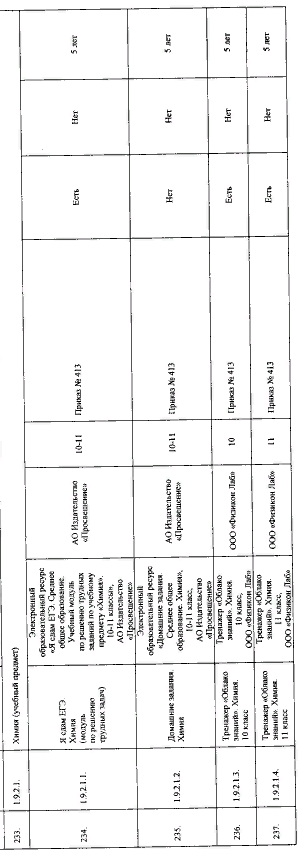 233.
1.9.2.1.
Химия (учебный предмет)
234.
1.9.2.1.1.
Я сдам ЕГЭ
Химия
(модуль
по решению
трудных задач)
Электронный
образовательный ресурс
«Я сдам ЕГЭ. Среднее
общее образование.
Учебный модуль
по решению трудных
заданий по учебному
предмету «Химия»,
10-11 классы»,
АО Издательство
«Просвещение»
АО Издательство
«Просвещение»
10-11
Приказ № 413
Есть
Нет
5 лет
235.
1.9.2.1.2.
Домашние задания
Химия
Электронный
образовательный ресурс
«Домашние задания
Среднее общее
образование. Химия»,
10-11 класс,
АО Издательство
«Просвещение»
АО Издательство
«Просвещение»
10-11
Приказ № 413
Нет
Нет
5 лет
236.
1.9.2.1.3.
Тренажер «Облако
знаний». Химия.
10 класс
Тренажер «Облако
знаний». Химия
10 класс,
ООО «Физикон Лаб»
ООО «Физикон Лаб»
10
Приказ № 413
Есть
Нет
5 лет
237.
1.9.2.1.4.
Тренажер «Облако
знаний» Химия.
11 класс
Тренажер «Облако
знаний». Химия.
11 класс,
ООО «Физикон Лаб»
ООО «Физикон Лаб»
11
Приказ № 413
Есть
Нет
5 лет